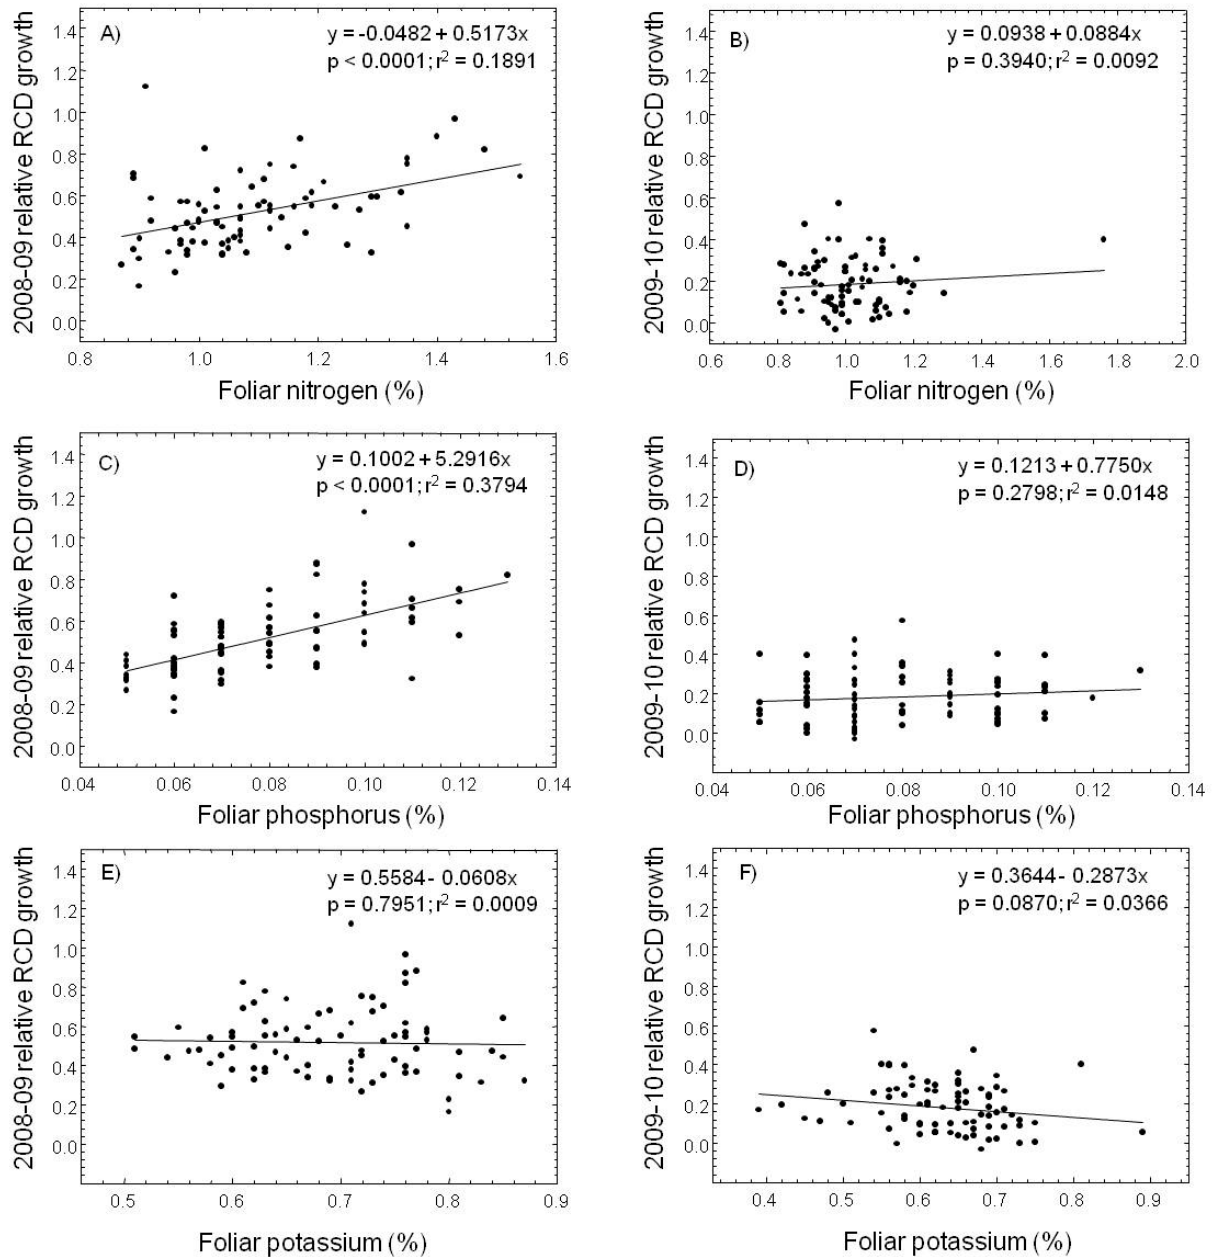 A)
y = -0.0482 + 0.5173x
p < 0.0001; r² = 0.1891
2008-09 relative RCD growth
1.4
1.2
1.0
0.8
0.6
0.4
0.2
0.0
0.8 1.0 1.2 1.4 1.6
Foliar nitrogen (%)
B)
y = 0.0938 + 0.0884x
p = 0.3940; r² = 0.0092
2009-10 relative RCD growth
1.4
1.2
1.0
0.8
0.6
0.4
0.2
0.0
0.6 0.8 1.0 1.2 1.4 1.6 1.8 2.0
Foliar nitrogen (%)
C)
y = 0.1002 + 5.2916x
p < 0.0001; r² = 0.3794
2008-09 relative RCD growth
1.4
1.2
1.0
0.8
0.6
0.4
0.2
0.0
0.04 0.06 0.08 0.10 0.12 0.14
Foliar phosphorus (%)
D)
y = 0.1213 + 0.7750x
p = 0.2798; r² = 0.0148
2009-10 relative RCD growth
1.4
1.2
1.0
0.8
0.6
0.4
0.2
0.0
0.04 0.06 0.08 0.10 0.12 0.14
Foliar phosphorus (%)
E)
y = 0.5584 - 0.0608x
p = 0.7951; r² = 0.0009
2008-09 relative RCD growth
1.4
1.2
1.0
0.8
0.6
0.4
0.2
0.0
0.5 0.6 0.7 0.8 0.9
Foliar potassium (%)
F)
y = 0.3644 - 0.2873x
p = 0.0870; r² = 0.0366
2009-10 relative RCD growth
1.4
1.2
1.0
0.8
0.6
0.4
0.2
0.0
0.4 0.5 0.6 0.7 0.8 0.9
Foliar potassium (%)